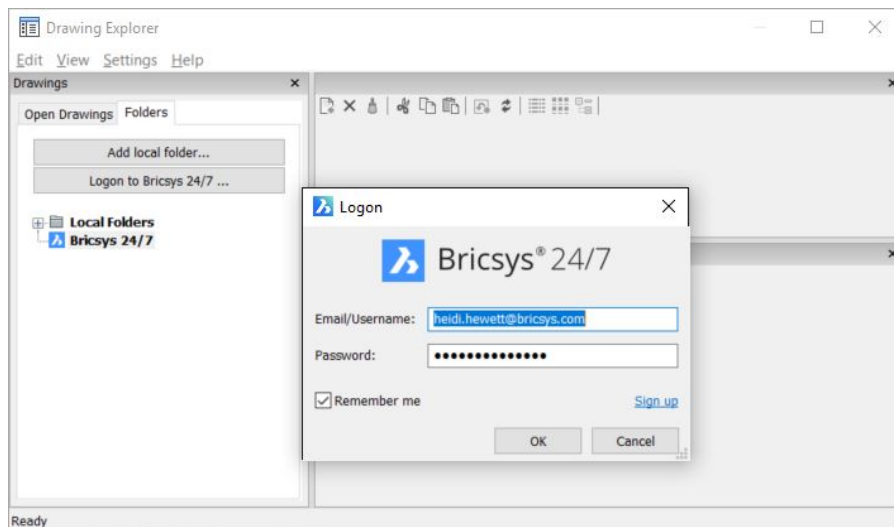 Drawing Explorer
Edit View Settings Help
Drawings
Open Drawings Folders
Add local folder...
Logon to Bricsys 24/7 ...
Local Folders
Bricsys 24/7
Logon
Bricsys® 24/7
Email/Username: heidi.hewett@bricsys.com
Password: ••••••••••••••
Remember me Sign up
OK Cancel
Ready